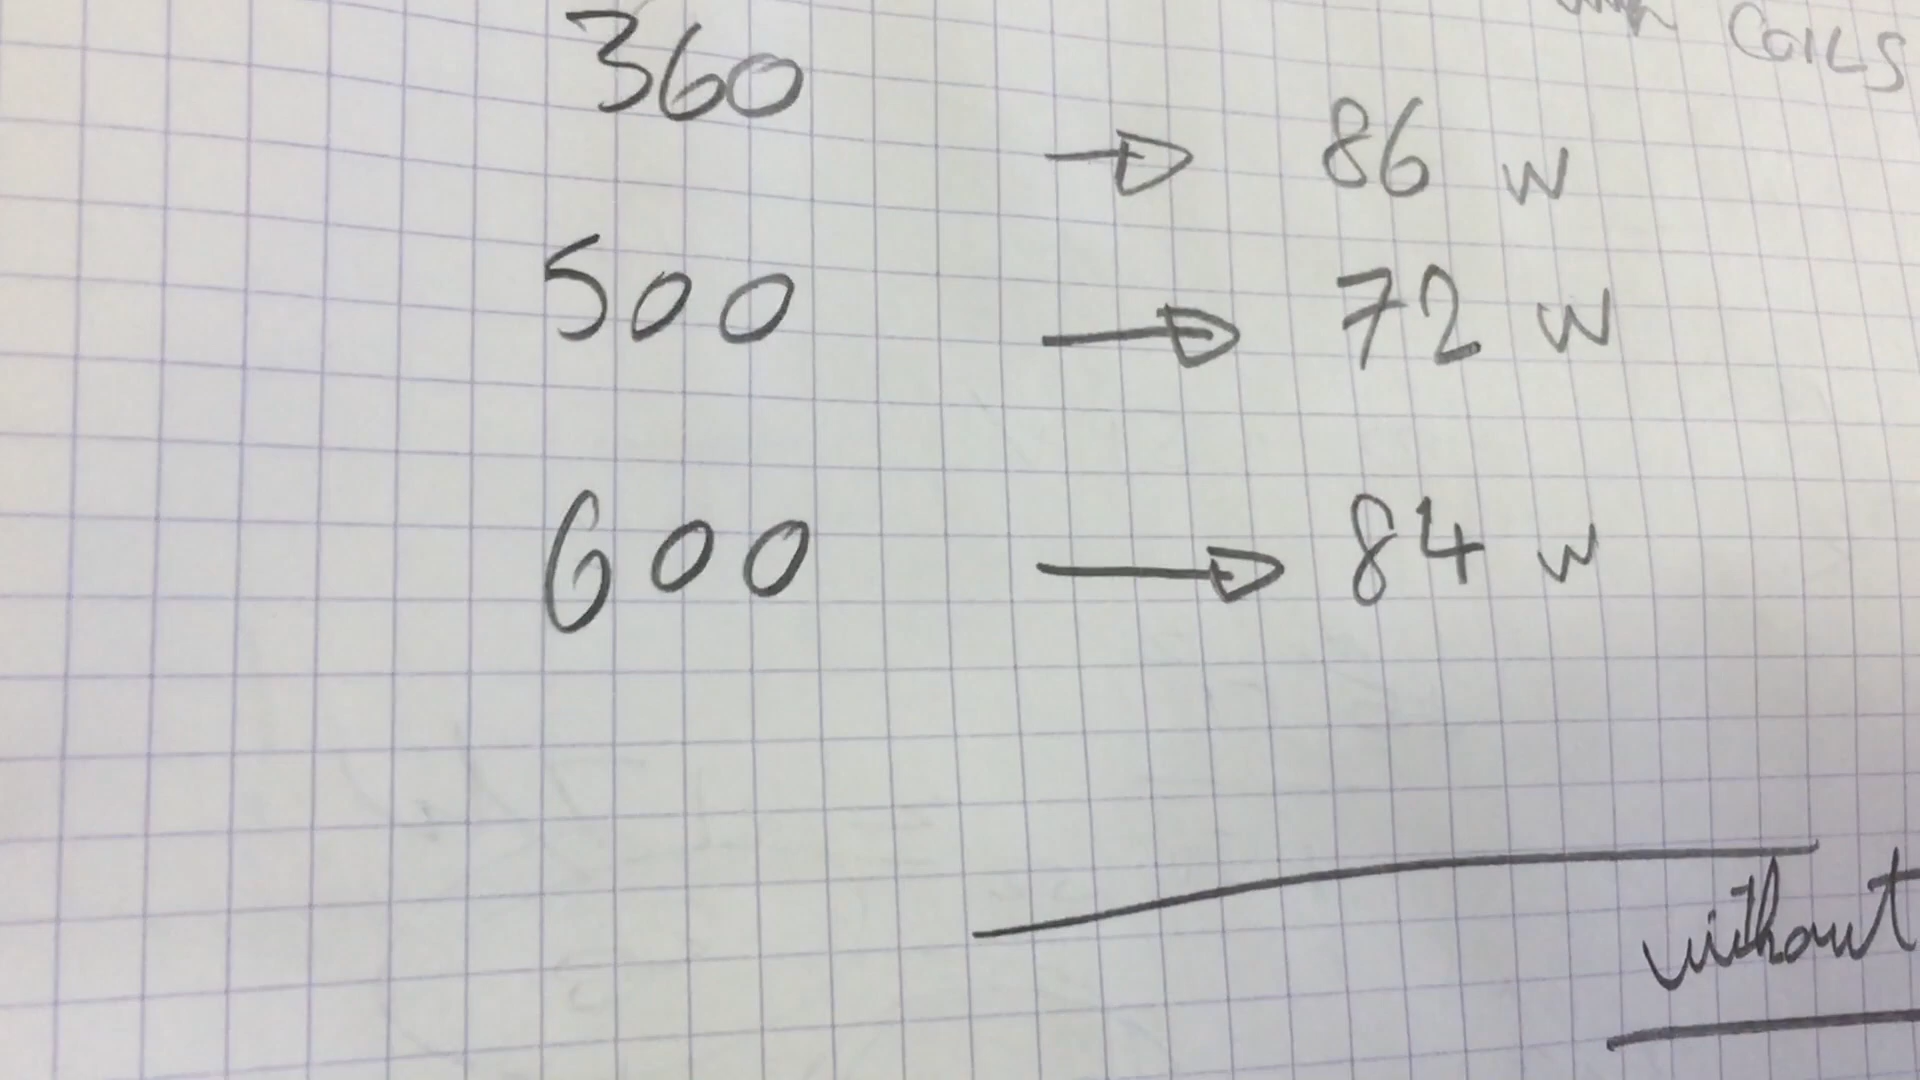 COILS
360 → 86 W
500 → 72 W
600 → 84 W
without